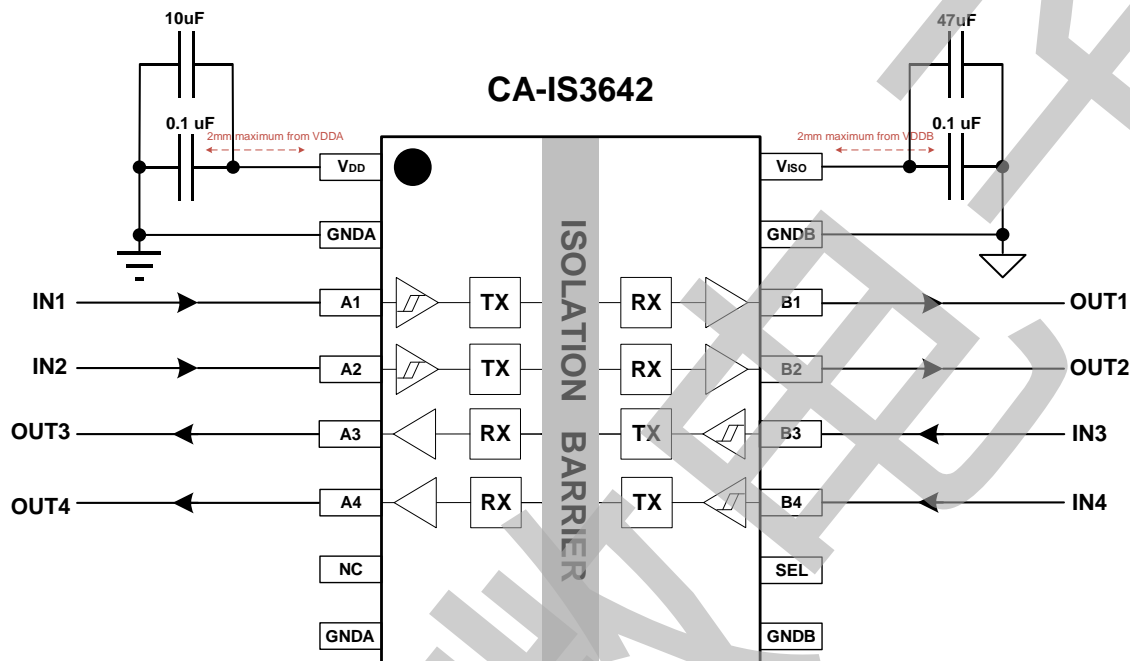 10uF
47uF
CA-IS3642
0.1 uF
0.1 uF
2mm maximum from VDDA
2mm maximum from VDDB
VDD
VISO
GNDA
GNDB
ISOLATION BARRIER
IN1
A1
TX
RX
B1
OUT1
IN2
A2
TX
RX
B2
OUT2
OUT3
A3
RX
TX
B3
IN3
OUT4
A4
RX
TX
B4
IN4
NC
SEL
GNDA
GNDB